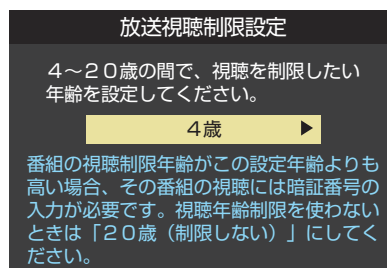 放送視聴制限設定
４～２０歳の間で、視聴を制限したい
年齢を設定してください。
４歳 ▶
番組の視聴制限年齢がこの設定年齢よりも
高い場合、その番組の視聴には暗証番号の
入力が必要です。視聴年齢制限を使わない
ときは「２０歳（制限しない）」にしてく
ださい。